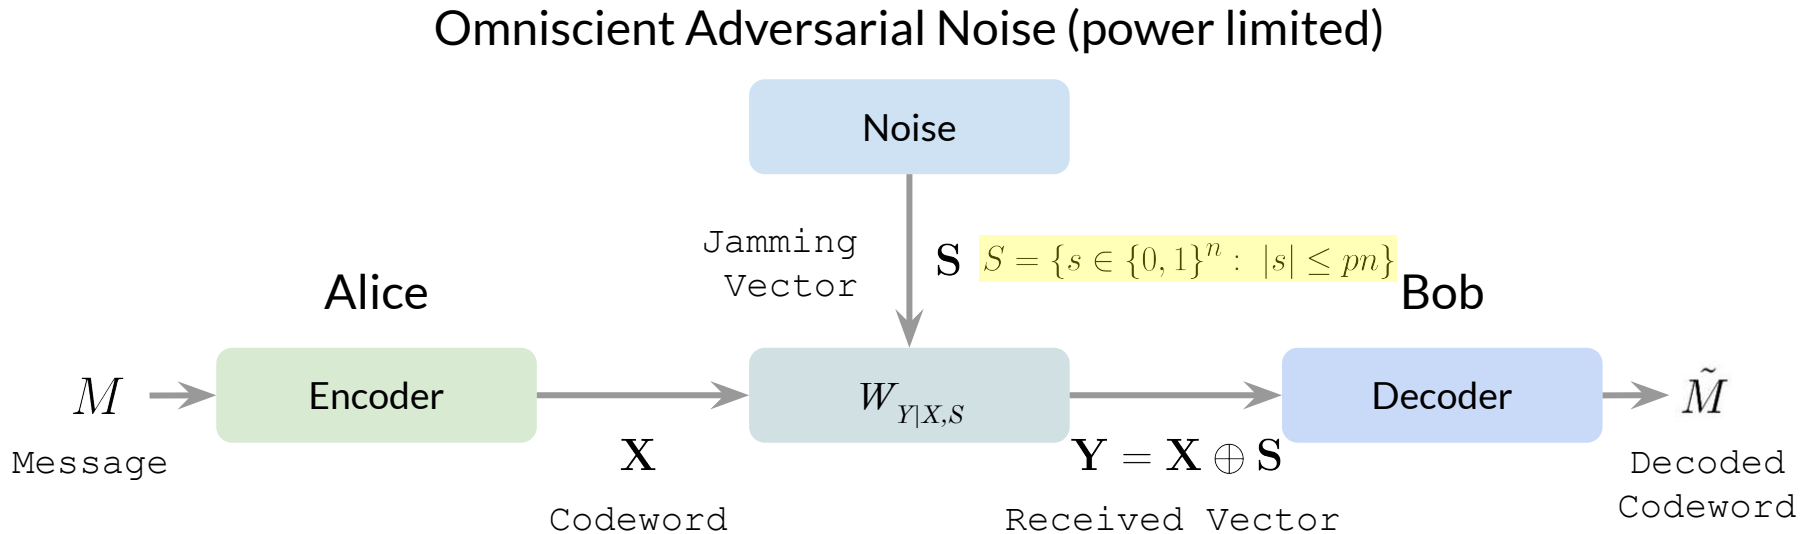 Omniscient Adversarial Noise (power limited)
Noise
Jamming
Vector
S S = {s ∈ {0, 1}^n : |s| ≤ pn}
Alice
Bob
M
Encoder
W_{Y|X,S}
Decoder
M̃
Message
X
Y = X ⊕ S
Decoded
Codeword
Codeword
Received Vector